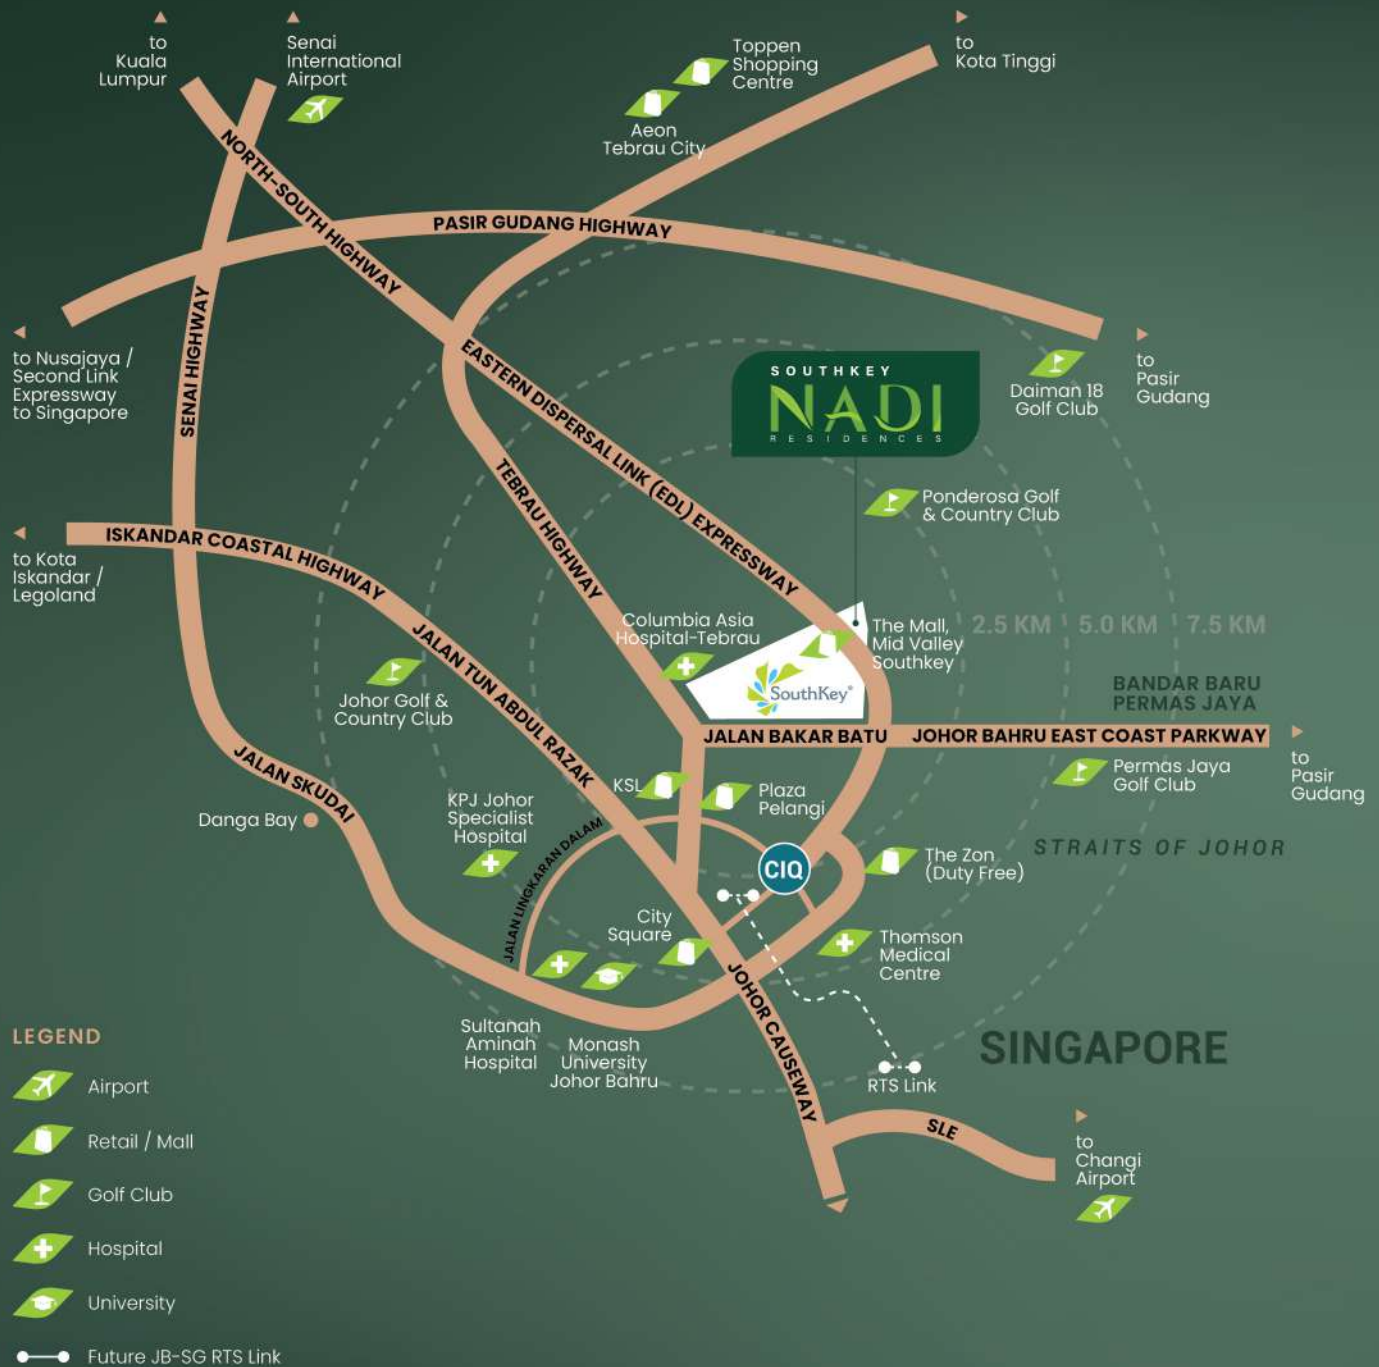 to
Kuala
Lumpur
Senai
International
Airport
Toppen
Shopping
Centre
Aeon
Tebrau City
to
Kota Tinggi
NORTH-SOUTH HIGHWAY
PASIR GUDANG HIGHWAY
SENAI HIGHWAY
to Nusajaya /
Second Link
Expressway
to Singapore
EASTERN DISPERSAL LINK (EDL) EXPRESSWAY
SOUTHKEY
NADI
RESIDENCES
Daiman 18
Golf Club
to
Pasir
Gudang
TEBRAU HIGHWAY
Ponderosa Golf
& Country Club
ISKANDAR COASTAL HIGHWAY
to Kota
Iskandar /
Legoland
Columbia Asia
Hospital-Tebrau
The Mall,
Mid Valley
Southkey
2.5 KM
5.0 KM
7.5 KM
SouthKey®
JALAN TUN ABDUL RAZAK
Johor Golf &
Country Club
BANDAR BARU
PERMAS JAYA
JALAN BAKAR BATU
JOHOR BAHRU EAST COAST PARKWAY
to
Pasir
Gudang
JALAN SKUDAI
KSL
Plaza
Pelangi
Permas Jaya
Golf Club
Danga Bay
KPJ Johor
Specialist
Hospital
JALAN LINGKARAN DALAM
CIQ
The Zon
(Duty Free)
STRAITS OF JOHOR
City
Square
Thomson
Medical
Centre
JOHOR CAUSEWAY
Sultanah
Aminah
Hospital
Monash
University
Johor Bahru
SINGAPORE
RTS Link
SLE
to
Changi
Airport
LEGEND
Airport
Retail / Mall
Golf Club
Hospital
University
Future JB-SG RTS Link